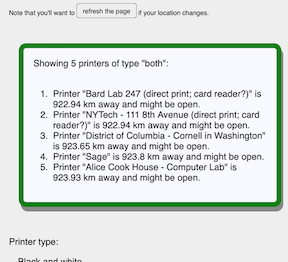 Note that you'll want to refresh the page if your location changes.
Showing 5 printers of type "both":
1. Printer "Bard Lab 247 (direct print; card reader?)" is
922.94 km away and might be open.
2. Printer "NYTech - 111 8th Avenue (direct print; card
reader?)" is 922.94 km away and might be open.
3. Printer "District of Columbia - Cornell in Washington"
is 923.65 km away and might be open.
4. Printer "Sage" is 923.8 km away and might be open.
5. Printer "Alice Cook House - Computer Lab" is
923.93 km away and might be open.
Printer type:
Black and white